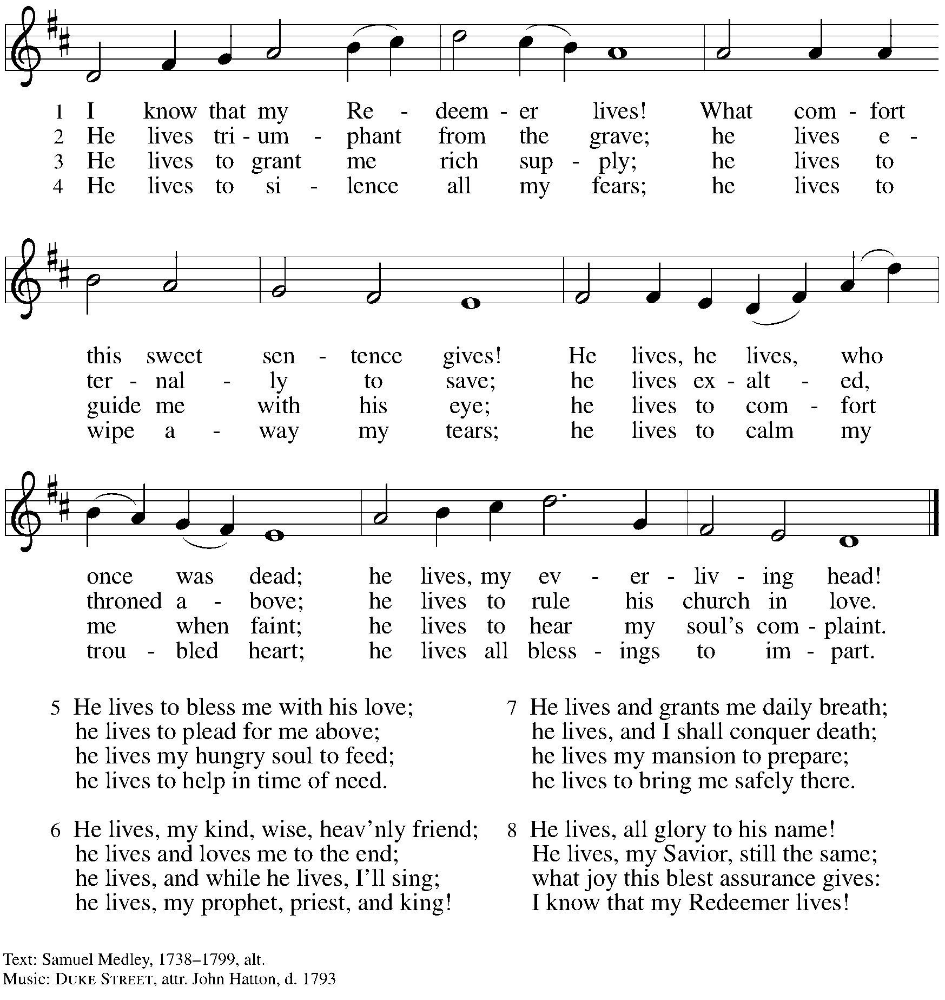 1 I know that my Re - deem - er lives! What com - fort
2 He lives tri - um - phant from the grave; he lives e -
3 He lives to grant me rich sup - ply; he lives to
4 He lives to si - lence all my fears; he lives to
this sweet sen - tence gives! He lives, he lives, who
ter - nal - ly to save; he lives ex - alt - ed,
guide me with his eye; he lives to com - fort
wipe a - way my tears; he lives to calm my
once was dead; he lives, my ev - er - liv - ing head!
throned a - bove; he lives to rule his church in love.
me when faint; he lives to hear my soul's com - plaint.
trou - bled heart; he lives all bless - ings to im - part.
5 He lives to bless me with his love;
he lives to plead for me above;
he lives my hungry soul to feed;
he lives to help in time of need.
6 He lives, my kind, wise, heav'nly friend;
he lives and loves me to the end;
he lives, and while he lives, I'll sing;
he lives, my prophet, priest, and king!
7 He lives and grants me daily breath;
he lives, and I shall conquer death;
he lives my mansion to prepare;
he lives to bring me safely there.
8 He lives, all glory to his name!
He lives, my Savior, still the same;
what joy this blest assurance gives:
I know that my Redeemer lives!
Text: Samuel Medley, 1738–1799, alt.
Music: DUKE STREET, attr. John Hatton, d. 1793